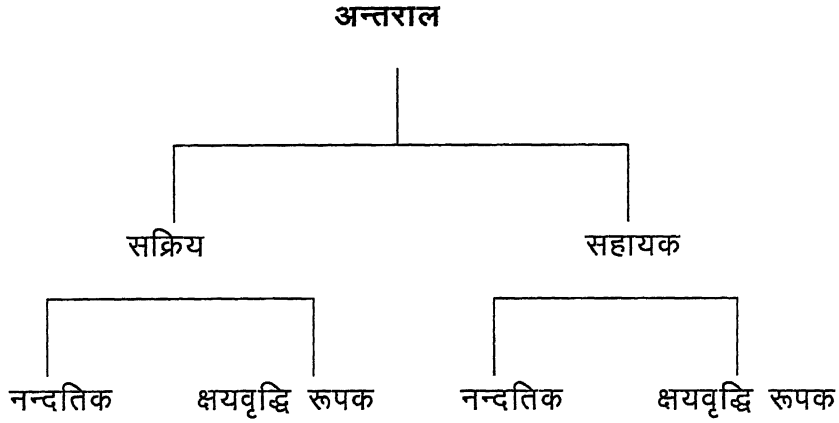 अन्तराल
सक्रिय सहायक
नन्दतिक क्षयवृद्धि रूपक नन्दतिक क्षयवृद्धि रूपक